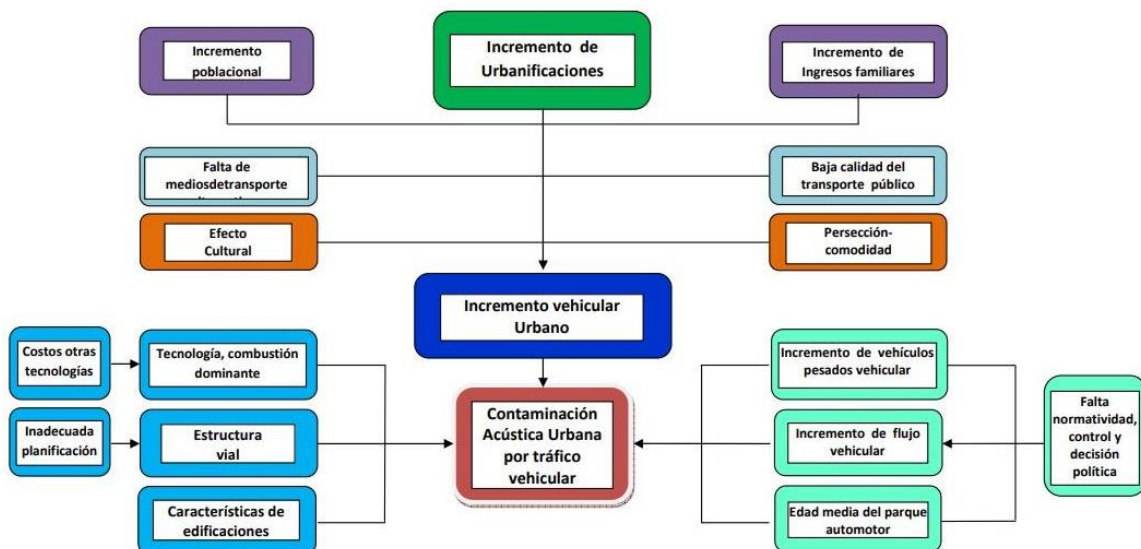 Incremento
poblacional
Incremento de
Urbanificaciones
Incremento de
Ingresos familiares
Falta de
mediosdetransporte
Baja calidad del
transporte público
Efecto
Cultural
Persección-
comodidad
Incremento vehicular
Urbano
Costos otras
tecnologías
Tecnología, combustión
dominante
Incremento de vehículos
pesados vehicular
Inadecuada
planificación
Estructura
vial
Contaminación
Acústica Urbana
por tráfico
vehicular
Incremento de flujo
vehicular
Falta
normatividad,
control y
decisión
política
Características de
edificaciones
Edad media del parque
automotor